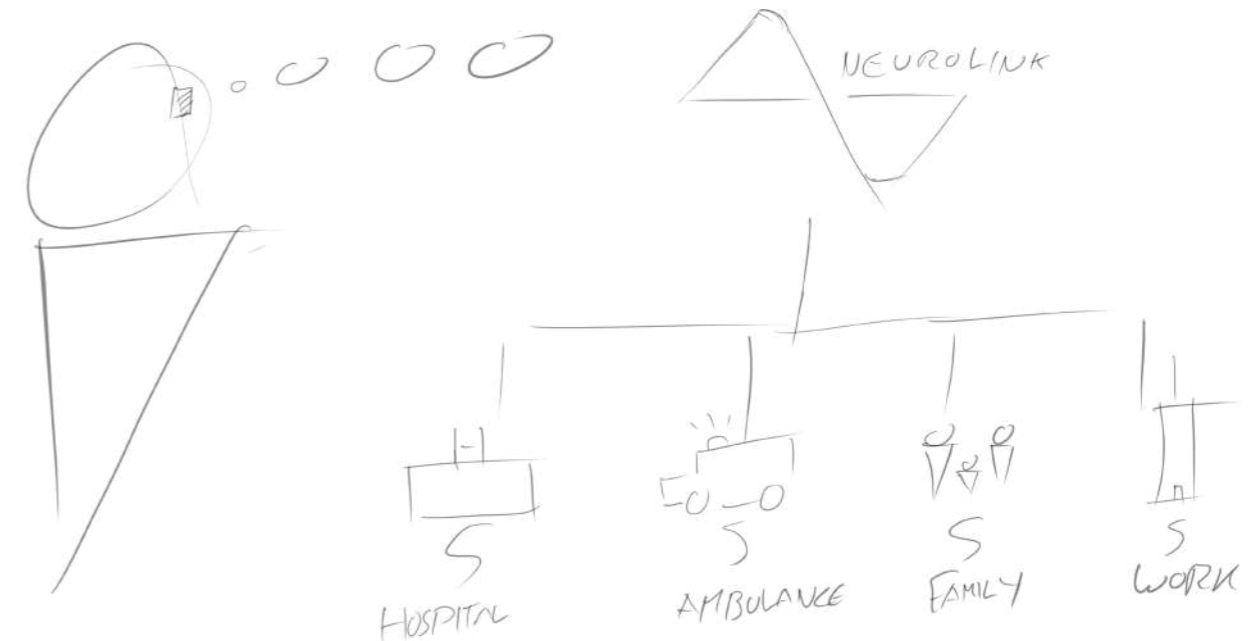 NEUROLINK
H
S
S
S
S
HOSPITAL
AMBULANCE
FAMILY
WORK